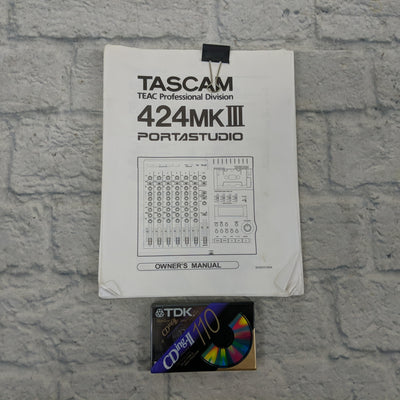 TASCAM
TEAC Professional Division
424MKIII
PORTASTUDIO
OWNER'S MANUAL
TDK
CDing-II 110